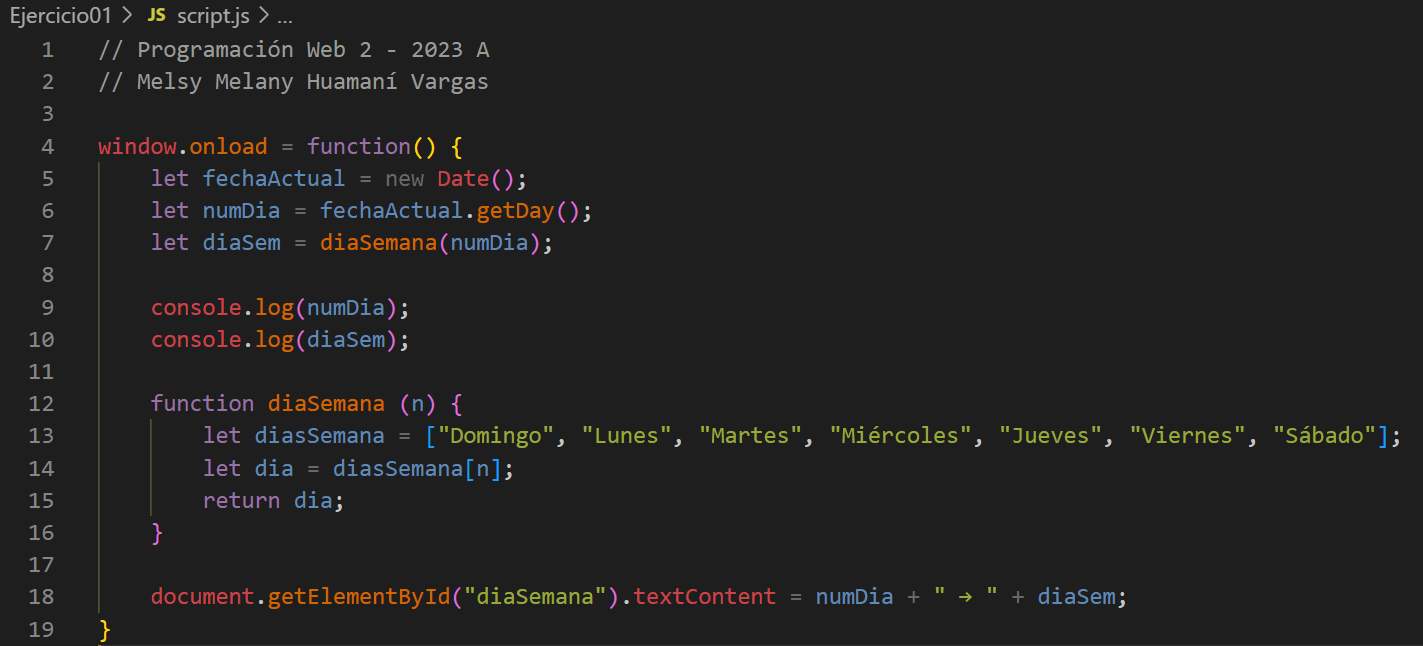 Ejercicio01 > JS script.js > ...
1 // Programación Web 2 - 2023 A
2 // Melsy Melany Huamaní Vargas
3
4 window.onload = function() {
5     let fechaActual = new Date();
6     let numDia = fechaActual.getDay();
7     let diaSem = diaSemana(numDia);
8
9     console.log(numDia);
10     console.log(diaSem);
11
12     function diaSemana (n) {
13         let diasSemana = ["Domingo", "Lunes", "Martes", "Miércoles", "Jueves", "Viernes", "Sábado"];
14         let dia = diasSemana[n];
15         return dia;
16     }
17
18     document.getElementById("diaSemana").textContent = numDia + " → " + diaSem;
19 }